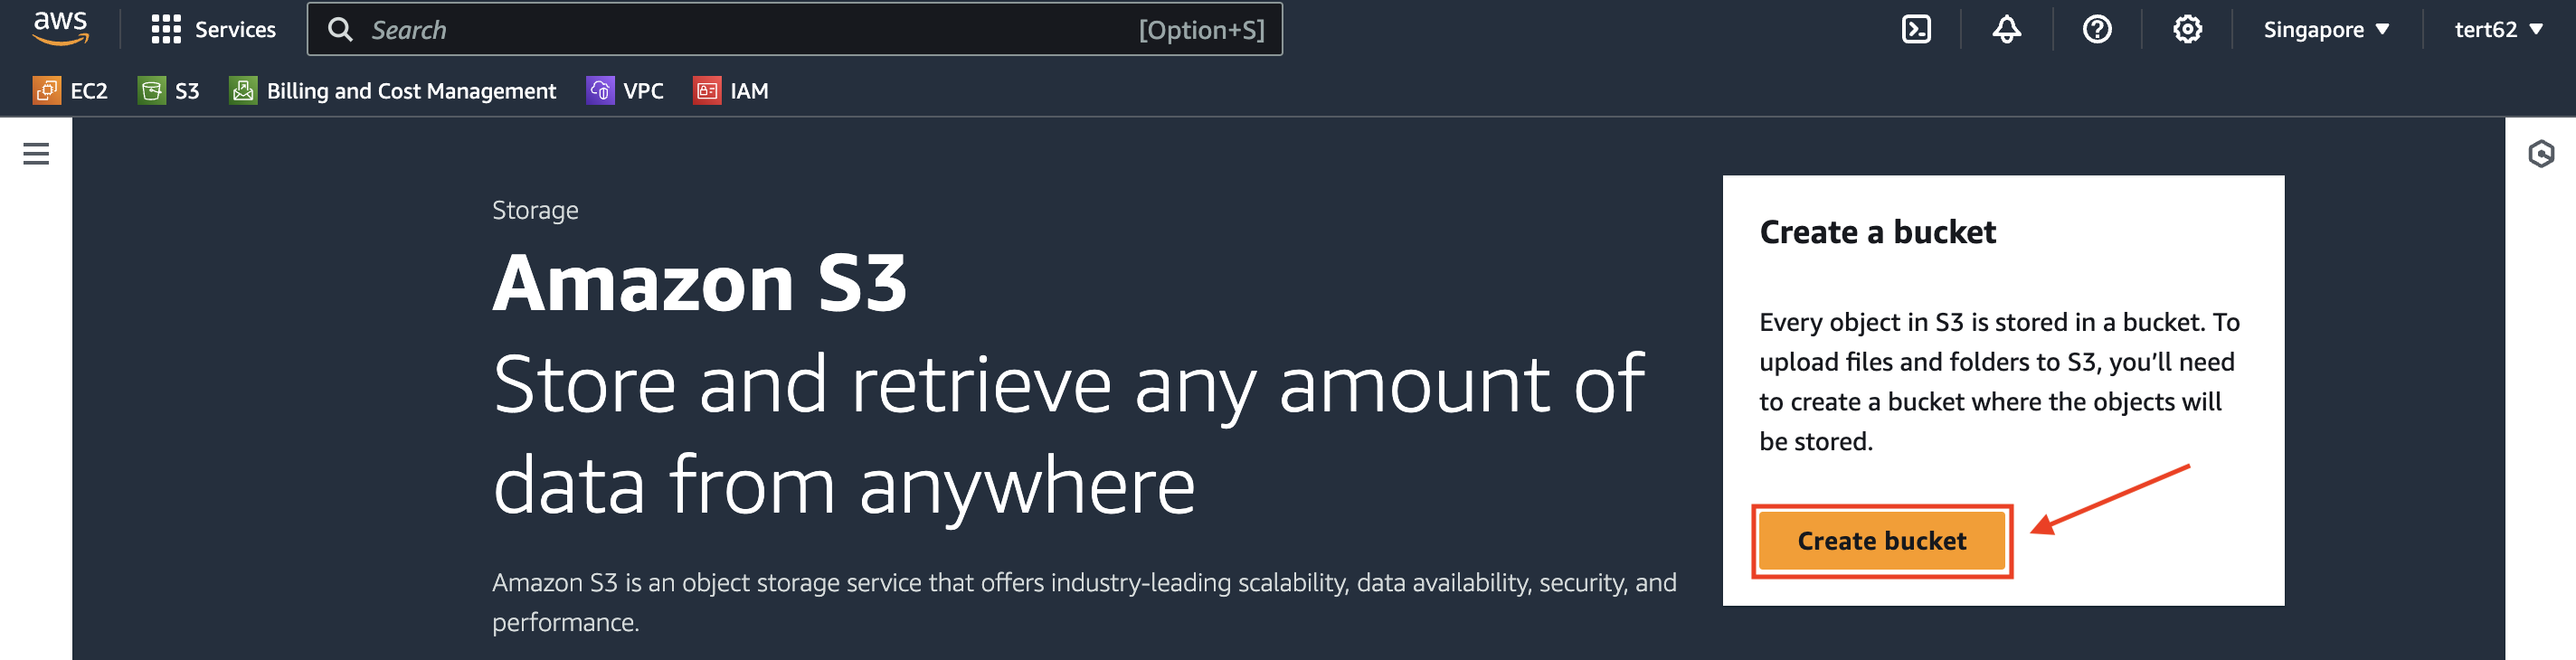 aws
Services
Search
[Option+S]
Singapore
tert62
EC2
S3
Billing and Cost Management
VPC
IAM
Storage
Amazon S3
Store and retrieve any amount of
data from anywhere
Amazon S3 is an object storage service that offers industry-leading scalability, data availability, security, and
performance.
Create a bucket
Every object in S3 is stored in a bucket. To
upload files and folders to S3, you’ll need
to create a bucket where the objects will
be stored.
Create bucket